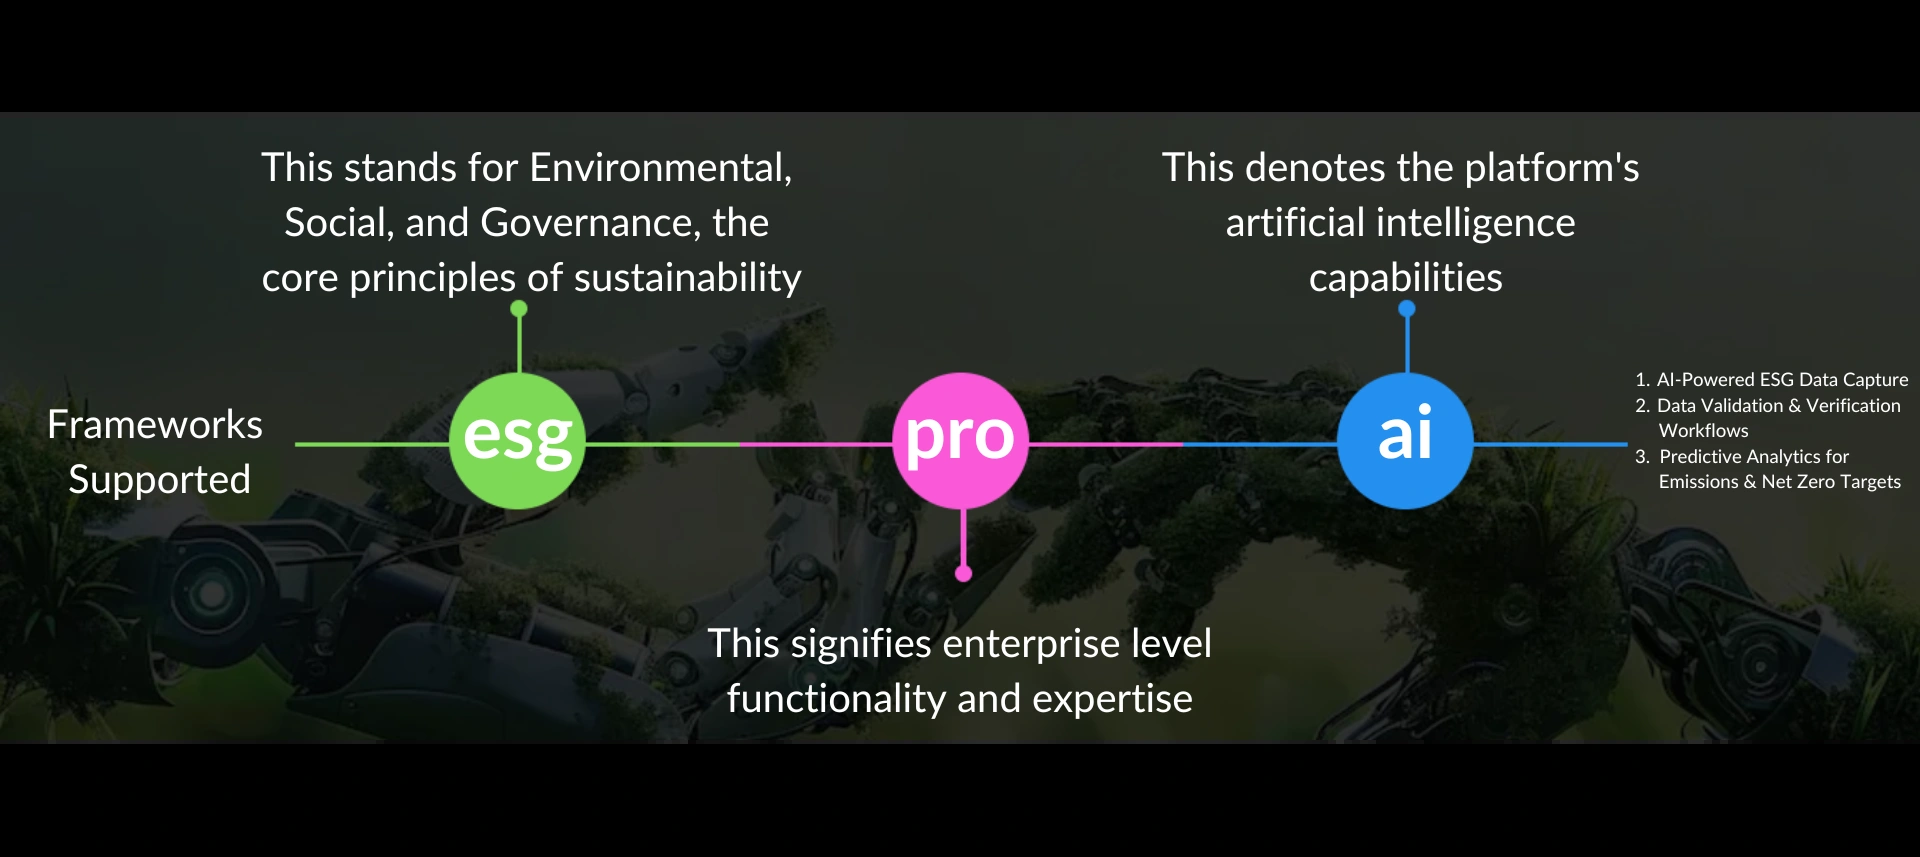 This stands for Environmental,
Social, and Governance, the
core principles of sustainability
This denotes the platform's
artificial intelligence
capabilities
Frameworks
Supported
esg
pro
ai
1. AI-Powered ESG Data Capture
2. Data Validation & Verification
Workflows
3. Predictive Analytics for
Emissions & Net Zero Targets
This signifies enterprise level
functionality and expertise